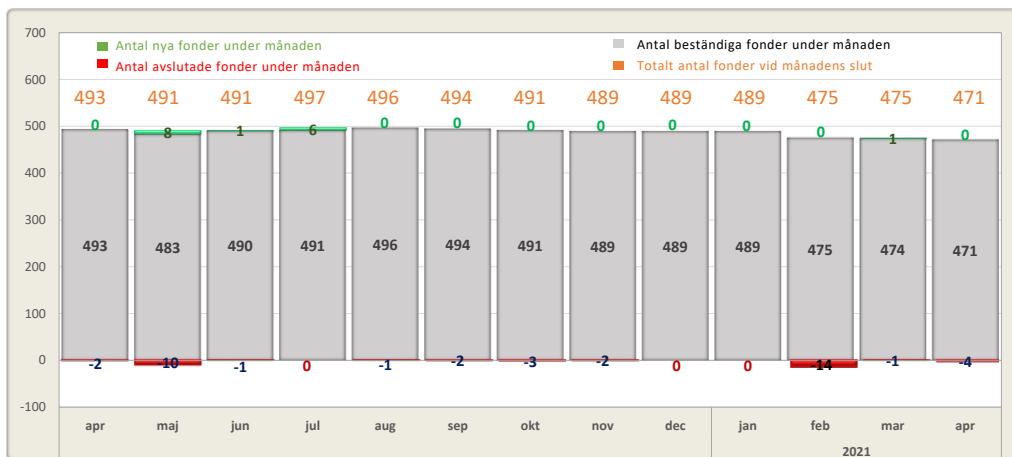 700
Antal nya fonder under månaden
Antal beständiga fonder under månaden
Antal avslutade fonder under månaden
Totalt antal fonder vid månadens slut
600
493 491 491 497 496 494 491 489 489 489 475 475 471
500
0 8 1 6 0 0 0 0 0 0 0 1 0
400
300
493 483 490 491 496 494 491 489 489 489 475 474 471
200
100
0
-2 -10 -1 0 -1 -2 -3 -2 0 0 -14 -1 -4
-100
apr maj jun jul aug sep okt nov dec jan feb mar apr
2021